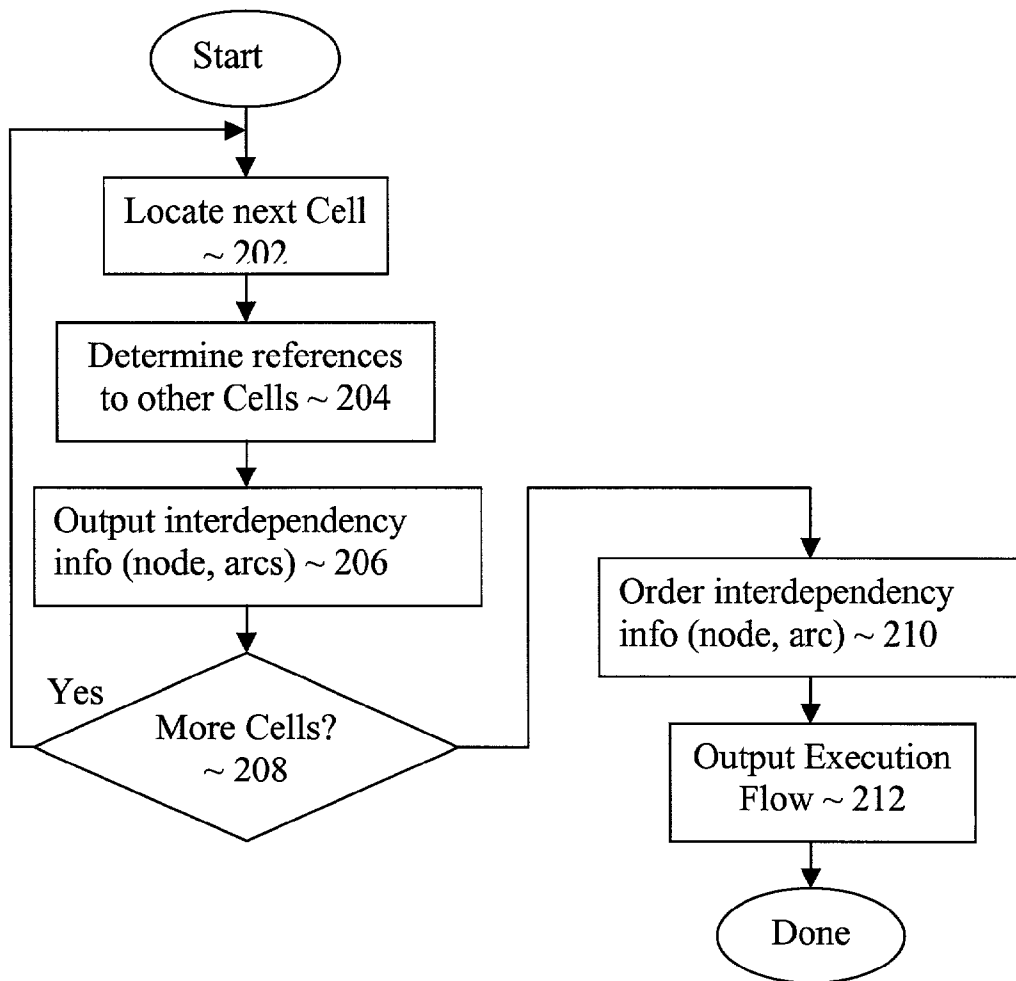 Start
Locate next Cell
~ 202
Determine references
to other Cells ~ 204
Output interdependency
info (node, arcs) ~ 206
Yes
More Cells?
~ 208
Order interdependency
info (node, arc) ~ 210
Output Execution
Flow ~ 212
Done